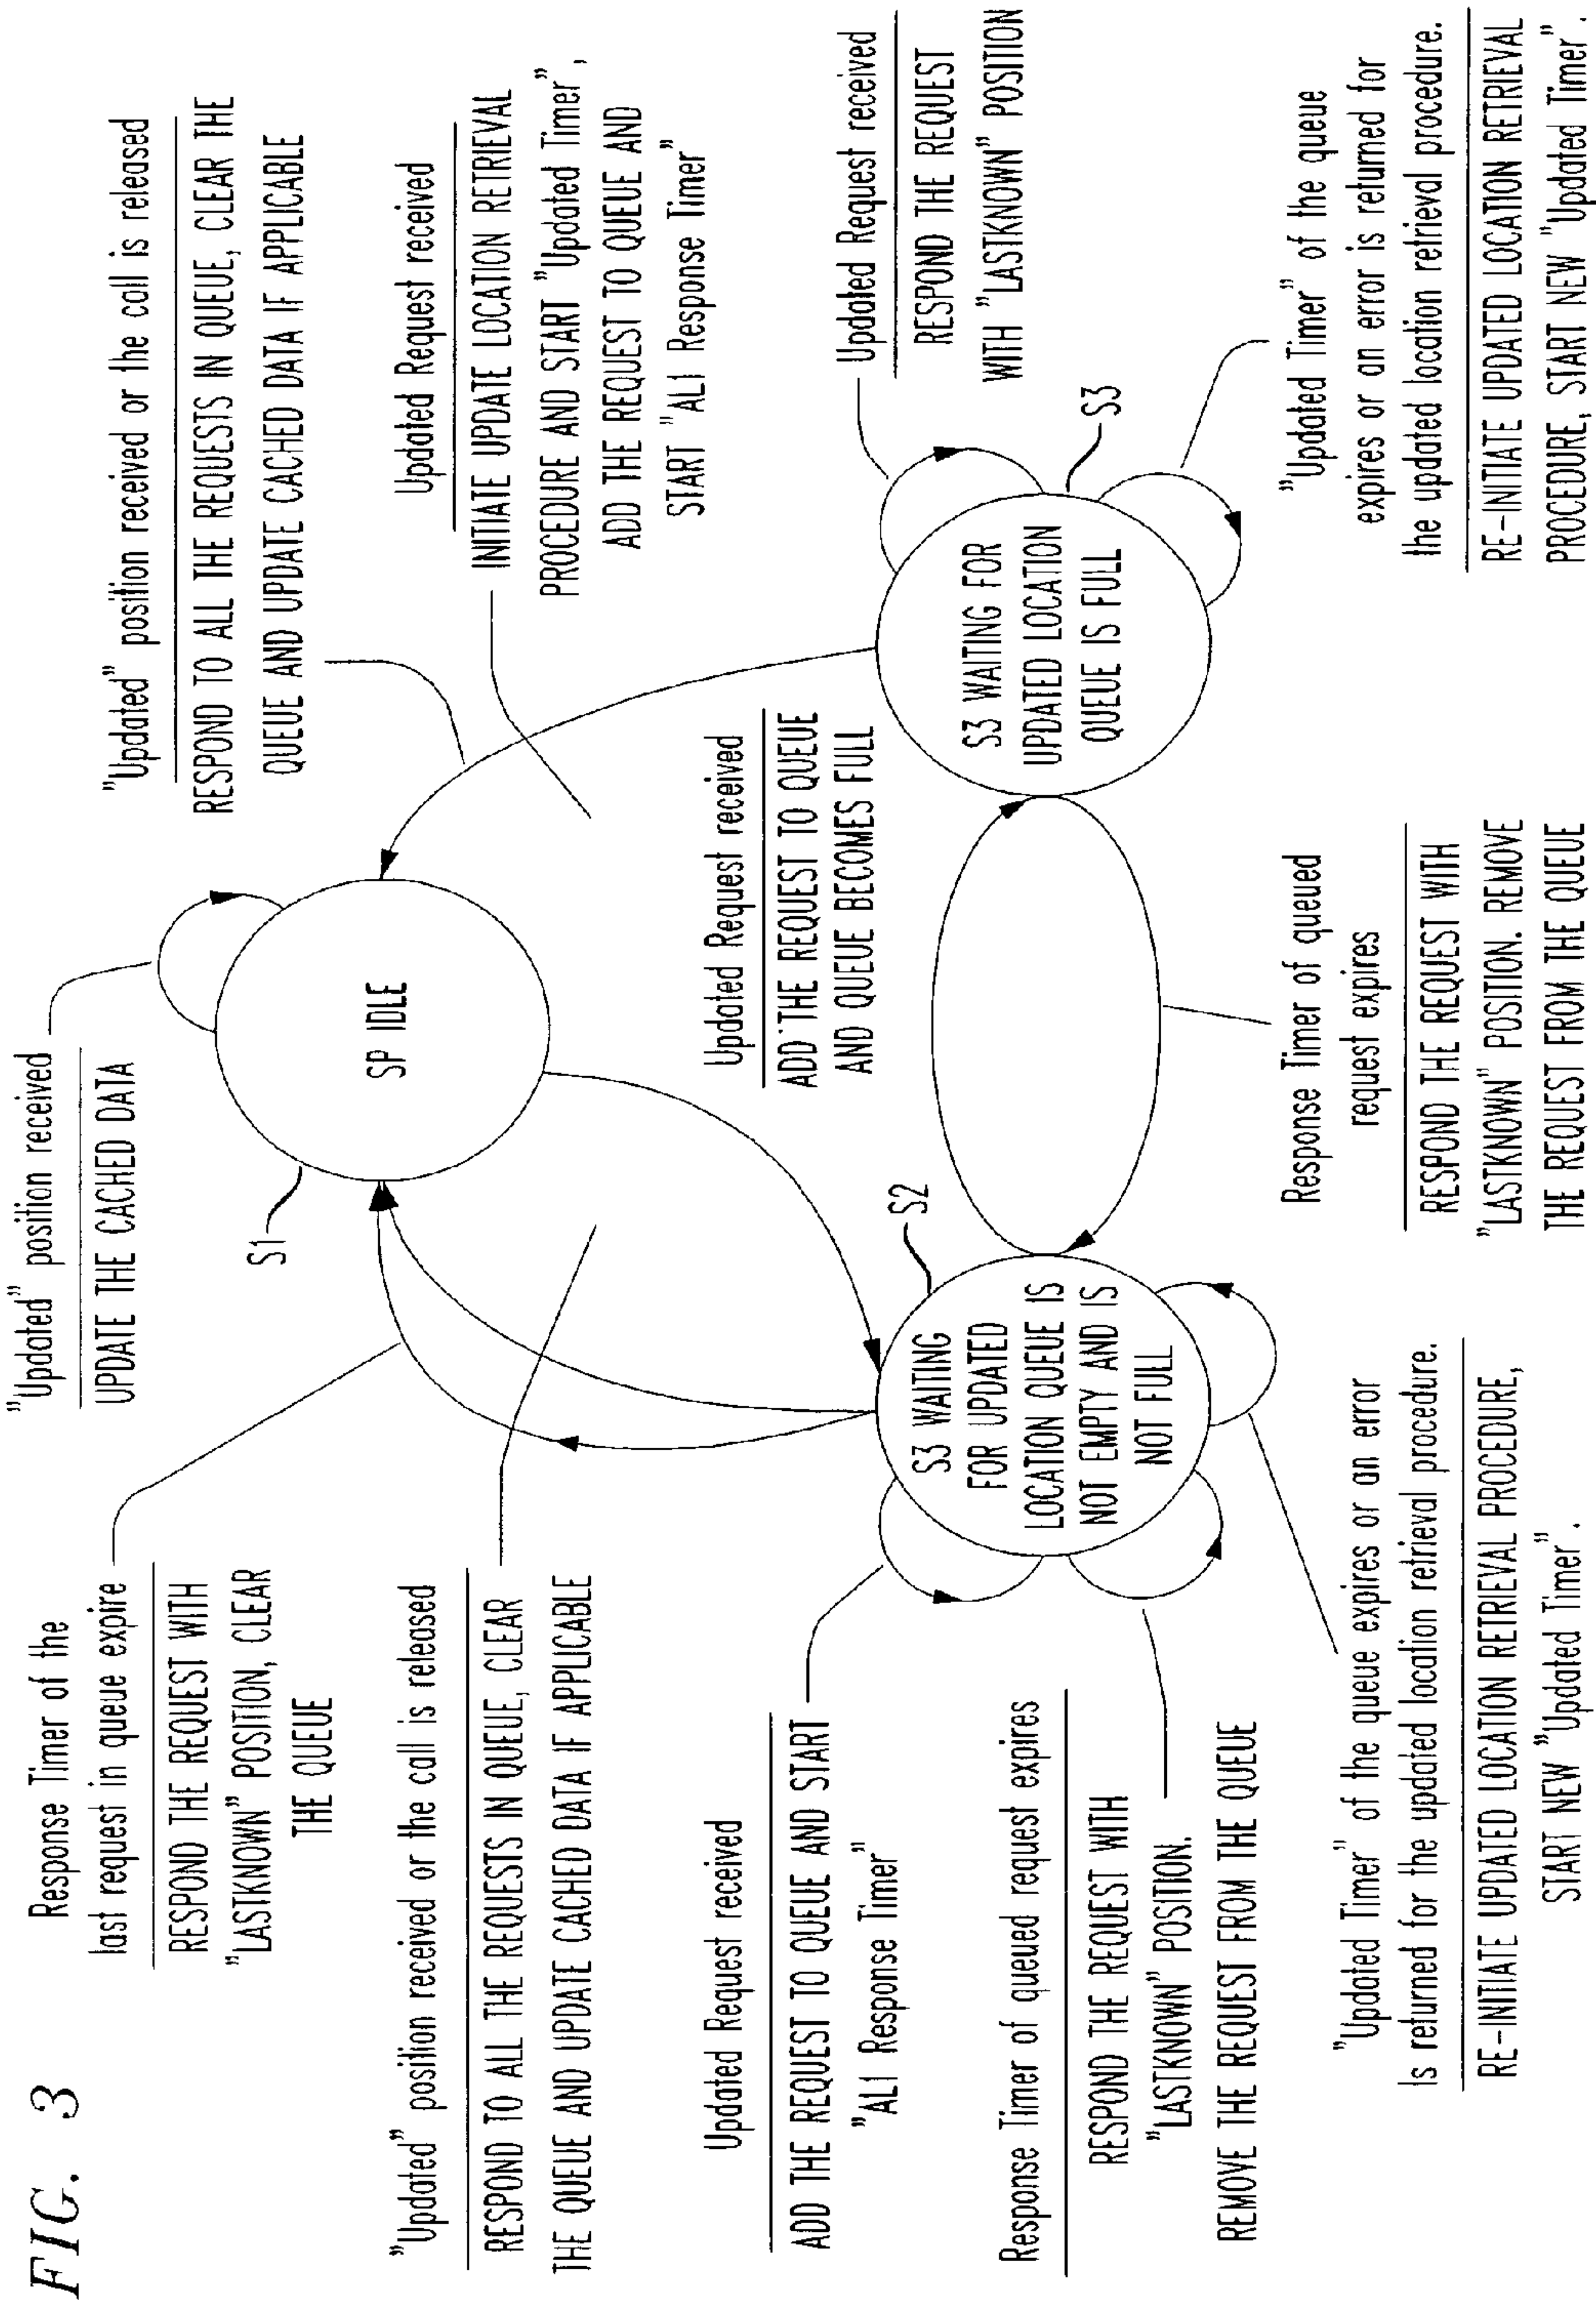 FIG. 3
Response Timer of the
last request in queue expire
RESPOND THE REQUEST WITH
"LASTKNOWN" POSITION, CLEAR
THE QUEUE
"Updated" position received
UPDATE THE CACHED DATA
"Updated" position received or the call is released
RESPOND TO ALL THE REQUESTS IN QUEUE, CLEAR THE
QUEUE AND UPDATE CACHED DATA IF APPLICABLE
S1
SP IDLE
"Updated" position received or the call is released
RESPOND TO ALL THE REQUESTS IN QUEUE, CLEAR
THE QUEUE AND UPDATE CACHED DATA IF APPLICABLE
Updated Request received
INITIATE UPDATE LOCATION RETRIEVAL
PROCEDURE AND START "Updated Timer",
ADD THE REQUEST TO QUEUE AND
START "AL1 Response Timer"
Updated Request received
ADD THE REQUEST TO QUEUE AND START
"AL1 Response Timer"
Updated Request received
ADD THE REQUEST TO QUEUE
AND QUEUE BECOMES FULL
Updated Request received
RESPOND THE REQUEST
WITH "LASTKNOWN" POSITION
S2
S3 WAITING
FOR UPDATED
LOCATION QUEUE IS
NOT EMPTY AND IS
NOT FULL
S3 WAITING FOR
UPDATED LOCATION
QUEUE IS FULL
S3
Response Timer of queued request expires
RESPOND THE REQUEST WITH
"LASTKNOWN" POSITION.
REMOVE THE REQUEST FROM THE QUEUE
"Updated Timer" of the queue expires or an error
Is returned for the updated location retrieval procedure.
RE-INITIATE UPDATED LOCATION RETRIEVAL PROCEDURE,
START NEW "Updated Timer".
Response Timer of queued
request expires
RESPOND THE REQUEST WITH
"LASTKNOWN" POSITION. REMOVE
THE REQUEST FROM THE QUEUE
"Updated Timer" of the queue
expires or an error is returned for
the updated location retrieval procedure.
RE-INITIATE UPDATED LOCATION RETRIEVAL
PROCEDURE, START NEW "Updated Timer".